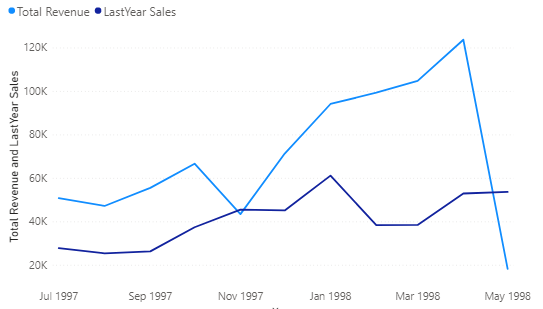 Total Revenue LastYear Sales
Total Revenue and LastYear Sales
120K
100K
80K
60K
40K
20K
Jul 1997 Sep 1997 Nov 1997 Jan 1998 Mar 1998 May 1998